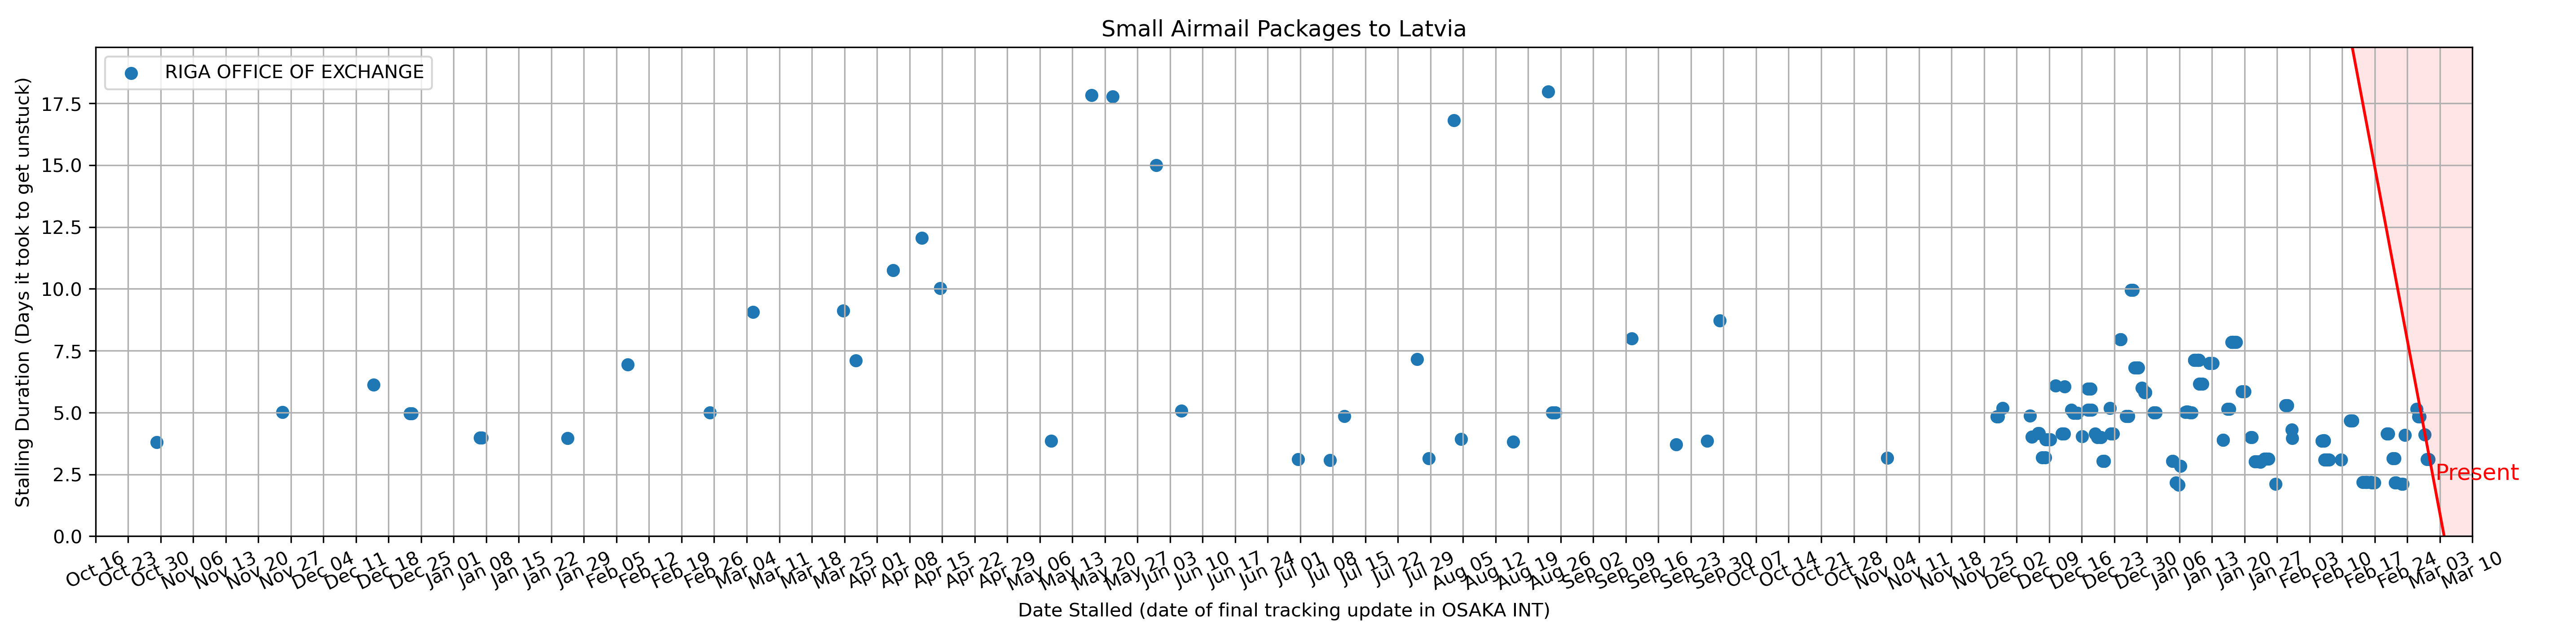 Small Airmail Packages to Latvia
RIGA OFFICE OF EXCHANGE
Stalling Duration (Days it took to get unstuck)
17.5
15.0
12.5
10.0
7.5
5.0
2.5
0.0
Present
Oct 16 Oct 23 Oct 30 Nov 06 Nov 13 Nov 20 Nov 27 Dec 04 Dec 11 Dec 18 Dec 25 Jan 01 Jan 08 Jan 15 Jan 22 Jan 29 Feb 05 Feb 12 Feb 19 Feb 26 Mar 04 Mar 11 Mar 18 Mar 25 Apr 01 Apr 08 Apr 15 Apr 22 Apr 29 May 06 May 13 May 20 May 27 Jun 03 Jun 10 Jun 17 Jun 24 Jul 01 Jul 08 Jul 15 Jul 22 Jul 29 Aug 05 Aug 12 Aug 19 Aug 26 Sep 02 Sep 09 Sep 16 Sep 23 Sep 30 Oct 07 Oct 14 Oct 21 Oct 28 Nov 04 Nov 11 Nov 18 Nov 25 Dec 02 Dec 09 Dec 16 Dec 23 Dec 30 Jan 06 Jan 13 Jan 20 Jan 27 Feb 03 Feb 10 Feb 17 Feb 24 Mar 03 Mar 10
Date Stalled (date of final tracking update in OSAKA INT)